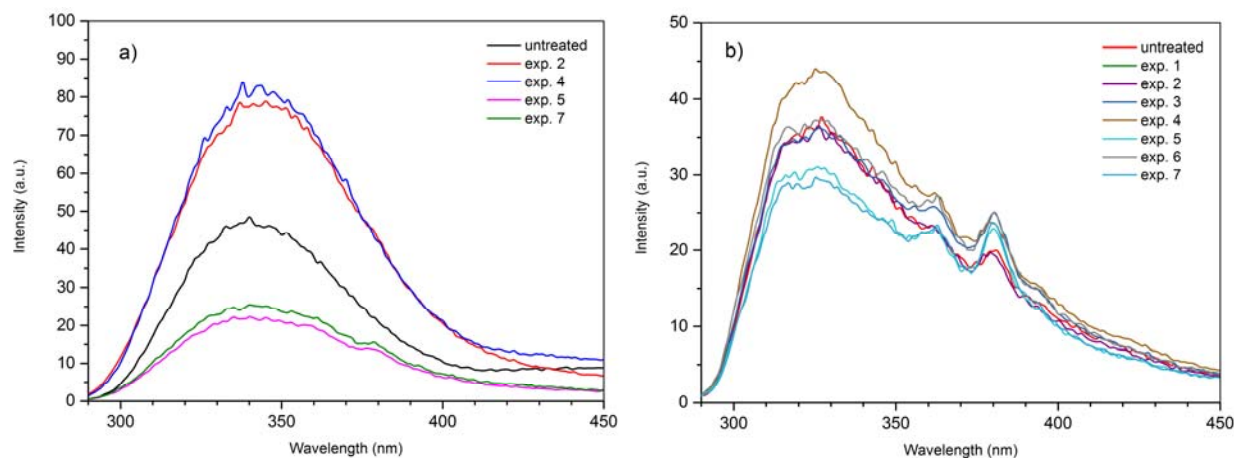 a)
100
90
80
70
60
50
40
30
20
10
0
Intensity (a.u.)
untreated
exp. 2
exp. 4
exp. 5
exp. 7
300 350 400 450
Wavelength (nm)
b)
50
40
30
20
10
0
Intensity (a.u.)
untreated
exp. 1
exp. 2
exp. 3
exp. 4
exp. 5
exp. 6
exp. 7
300 350 400 450
Wavelength (nm)